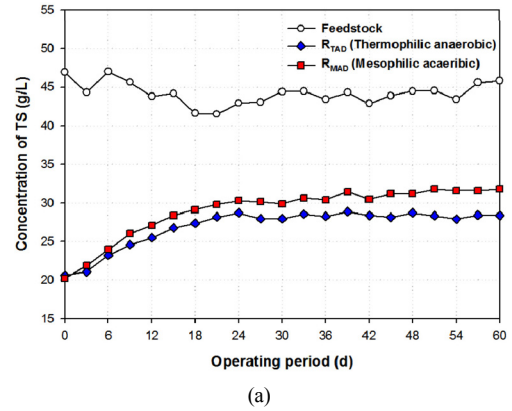 50
45
40
35
30
25
20
15
Concentration of TS (g/L)
Feedstock
RTAD (Thermophilic anaerobic)
RMAD (Mesophilic acaeribic)
0 6 12 18 24 30 36 42 48 54 60
Operating period (d)
(a)